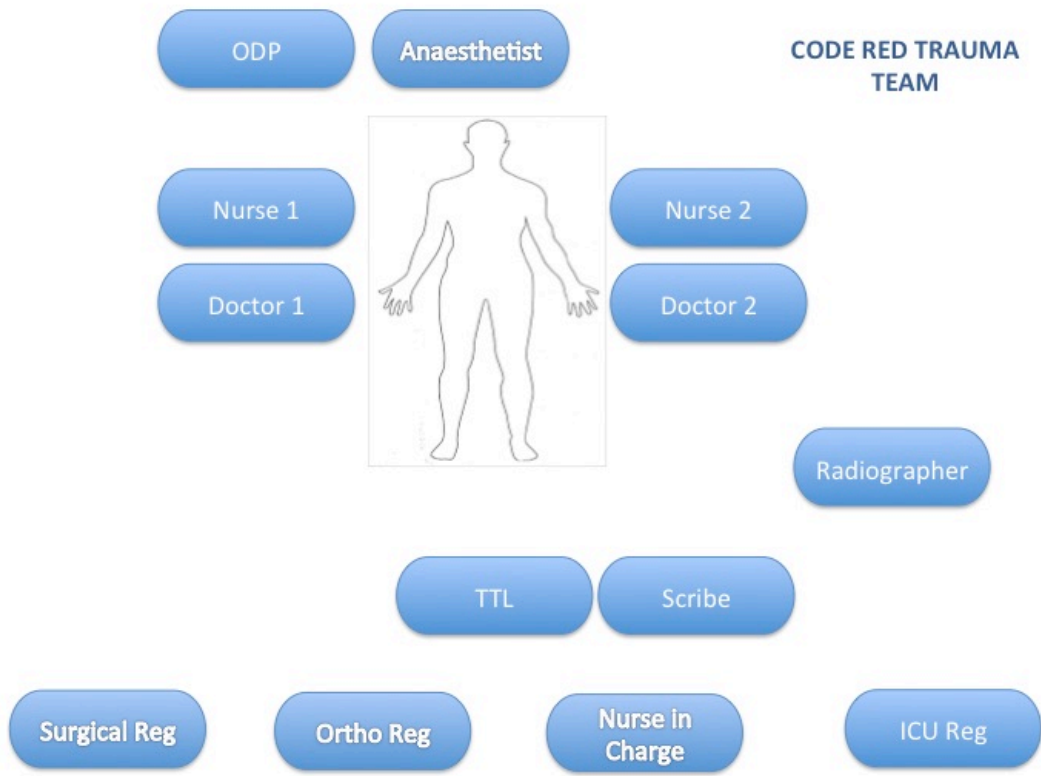 ODP
Anaesthetist
CODE RED TRAUMA
TEAM
Nurse 1
Nurse 2
Doctor 1
Doctor 2
Radiographer
TTL
Scribe
Surgical Reg
Ortho Reg
Nurse in
Charge
ICU Reg